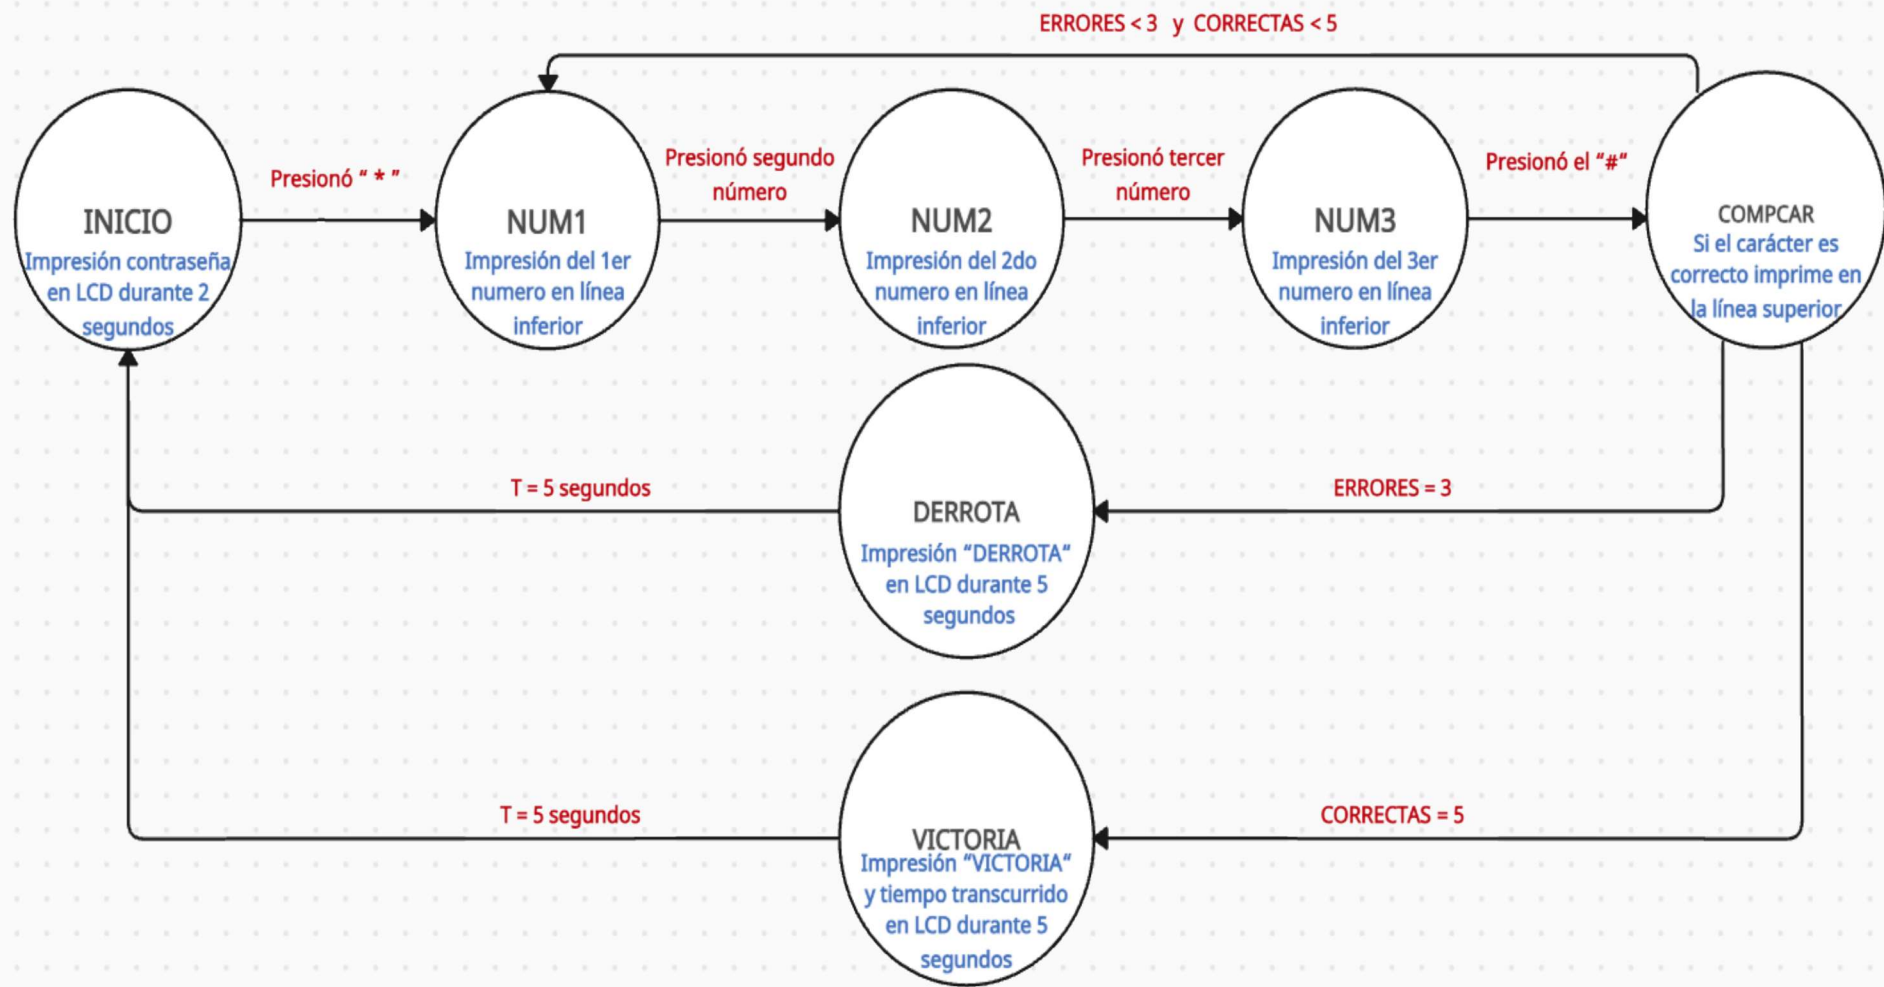 ERRORES < 3 y CORRECTAS < 5
INICIO
Impresión contraseña
en LCD durante 2
segundos
Presionó “ * ”
NUM1
Impresión del 1er
numero en línea
inferior
Presionó segundo
número
NUM2
Impresión del 2do
numero en línea
inferior
Presionó tercer
número
NUM3
Impresión del 3er
numero en línea
inferior
Presionó el “#“
COMPCAR
Si el carácter es
correcto imprime en
la línea superior
T = 5 segundos
DERROTA
Impresión “DERROTA“
en LCD durante 5
segundos
ERRORES = 3
T = 5 segundos
VICTORIA
Impresión “VICTORIA“
y tiempo transcurrido
en LCD durante 5
segundos
CORRECTAS = 5